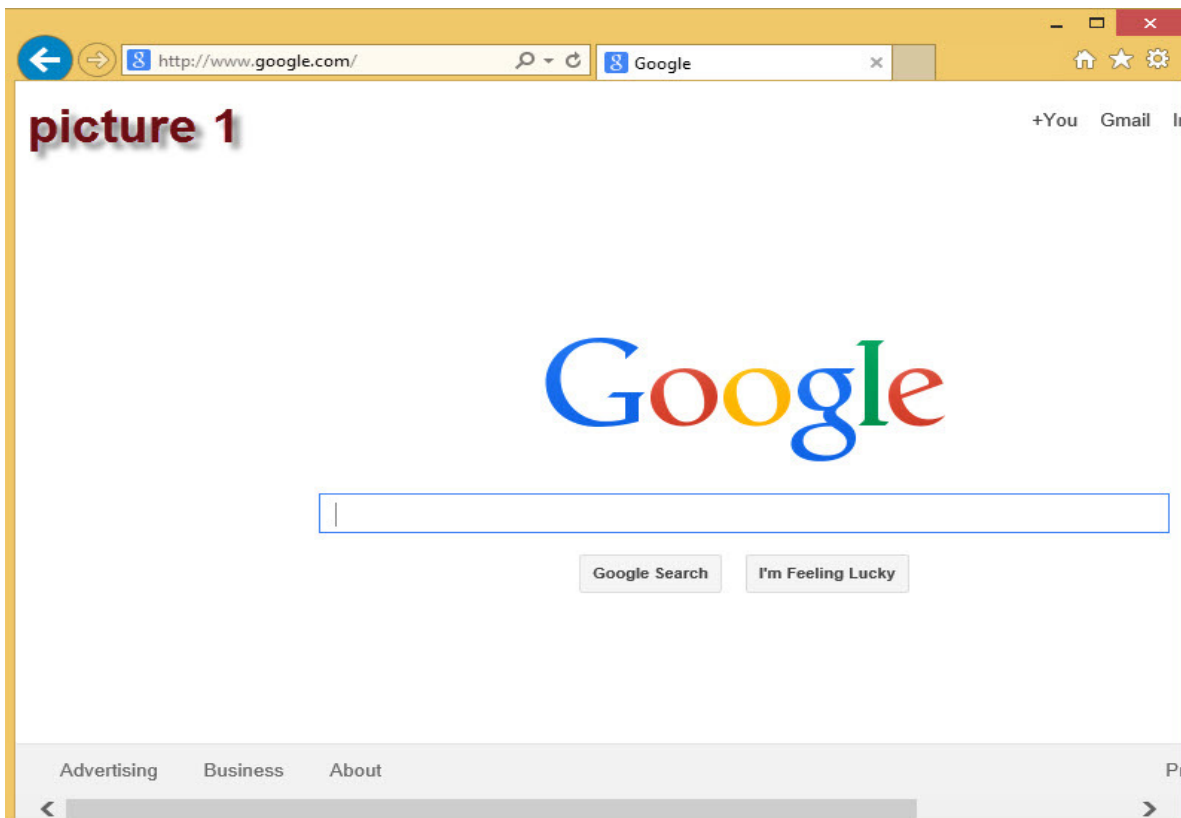 http://www.google.com/
Google
picture 1
+You Gmail
Google
Google Search I'm Feeling Lucky
Advertising Business About